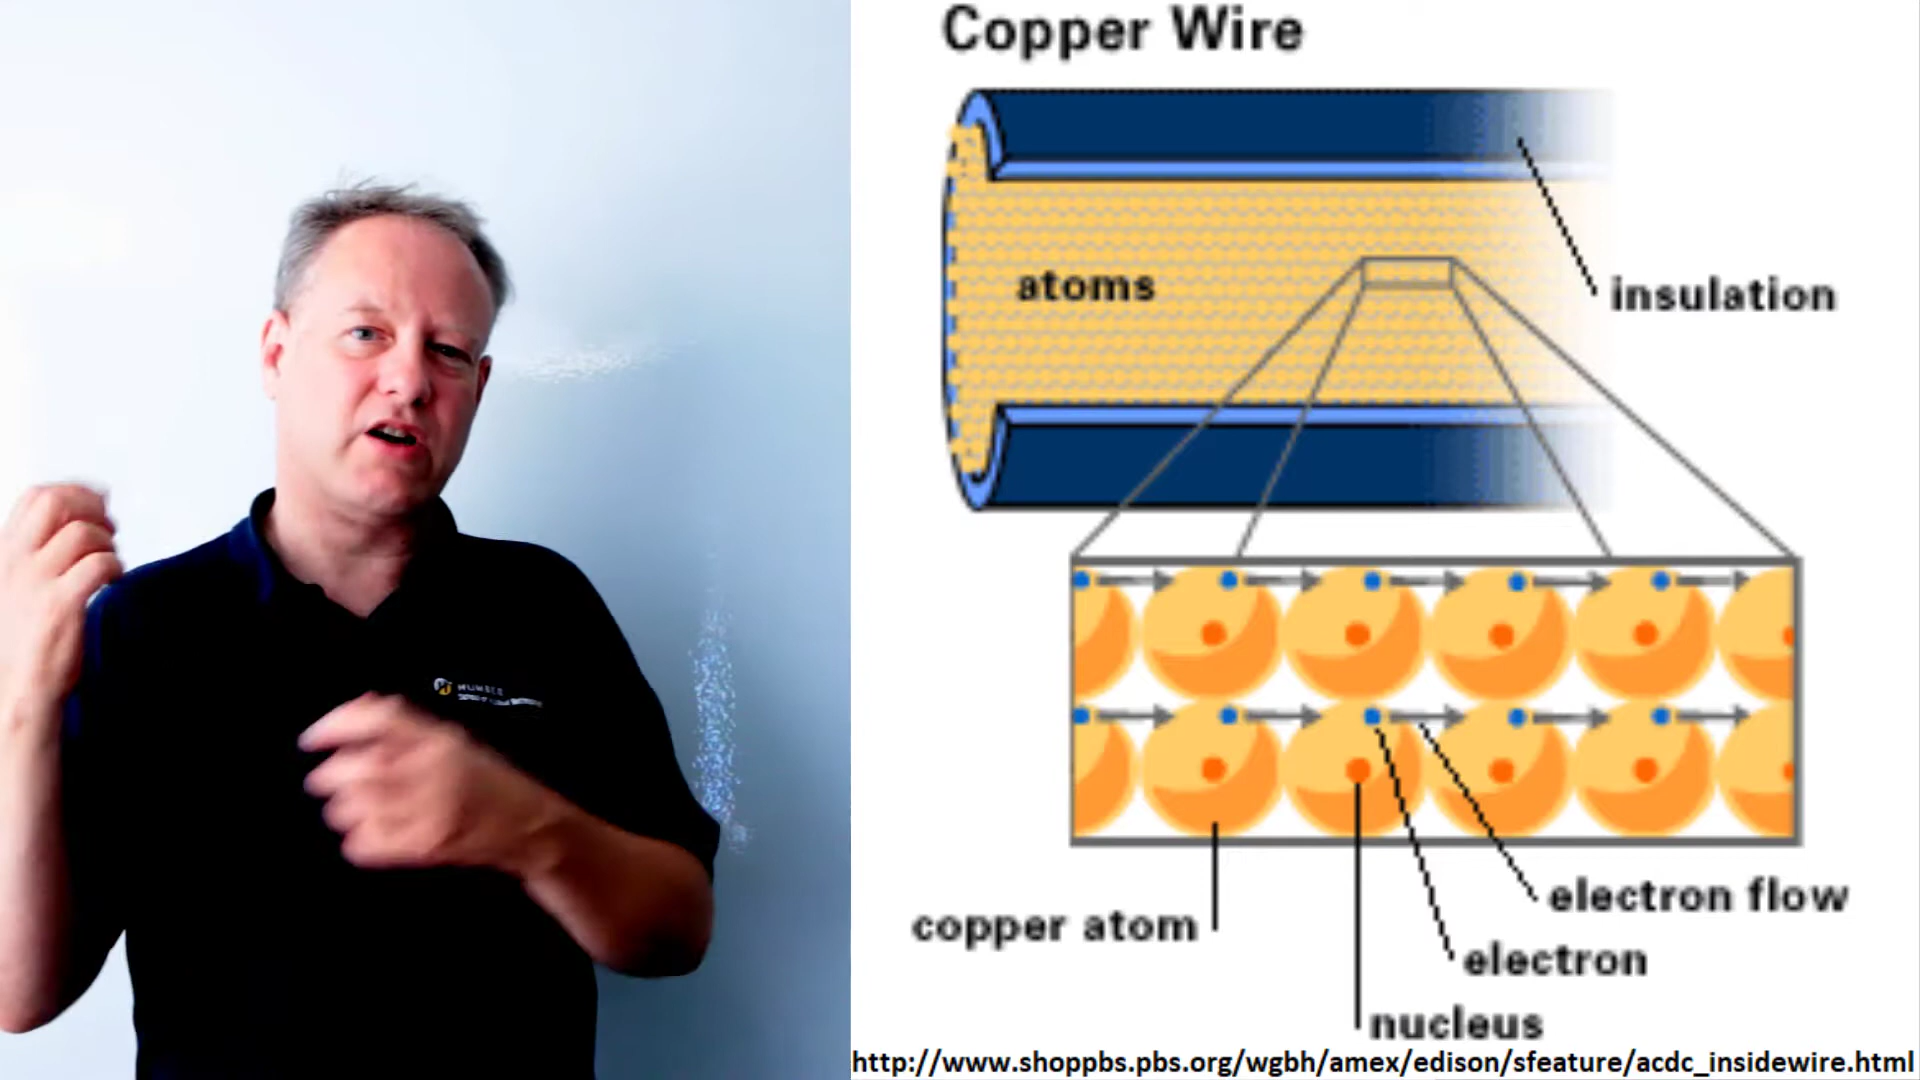 Copper Wire
atoms
insulation
HUMBER
electron flow
copper atom
electron
nucleus
http://www.shoppbs.pbs.org/wgbh/amex/edison/sfeature/acdc_insidewire.html